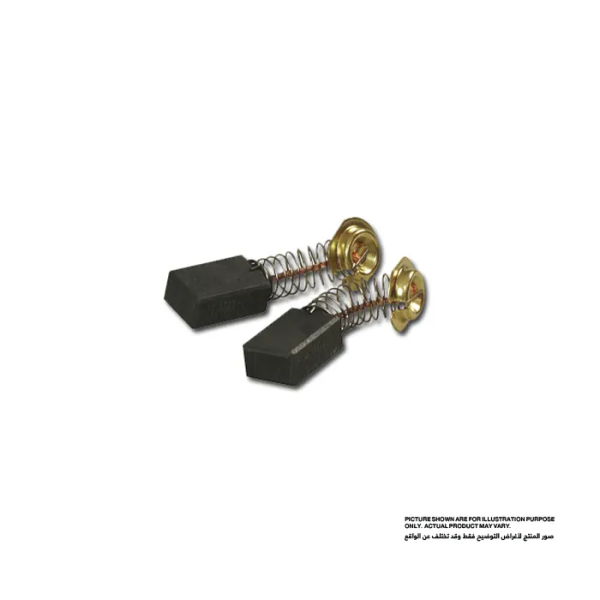 PICTURE SHOWN ARE FOR ILLUSTRATION PURPOSE
ONLY. ACTUAL PRODUCT MAY VARY.
صور المنتج لأغراض التوضيح فقط وقد تختلف عن الواقع